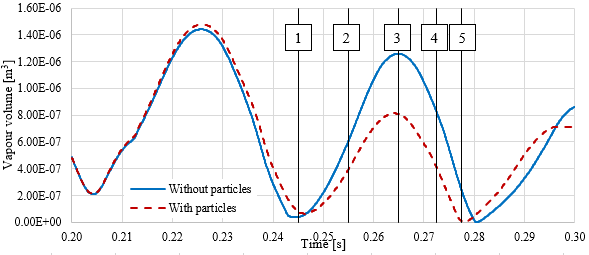 1.60E-06
1.40E-06
1.20E-06
1.00E-06
8.00E-07
6.00E-07
4.00E-07
2.00E-07
0.00E+00
Vapour volume [m³]
1 2 3 4 5
Without particles
With particles
0.20 0.21 0.22 0.23 0.24 0.25 0.26 0.27 0.28 0.29 0.30
Time [s]